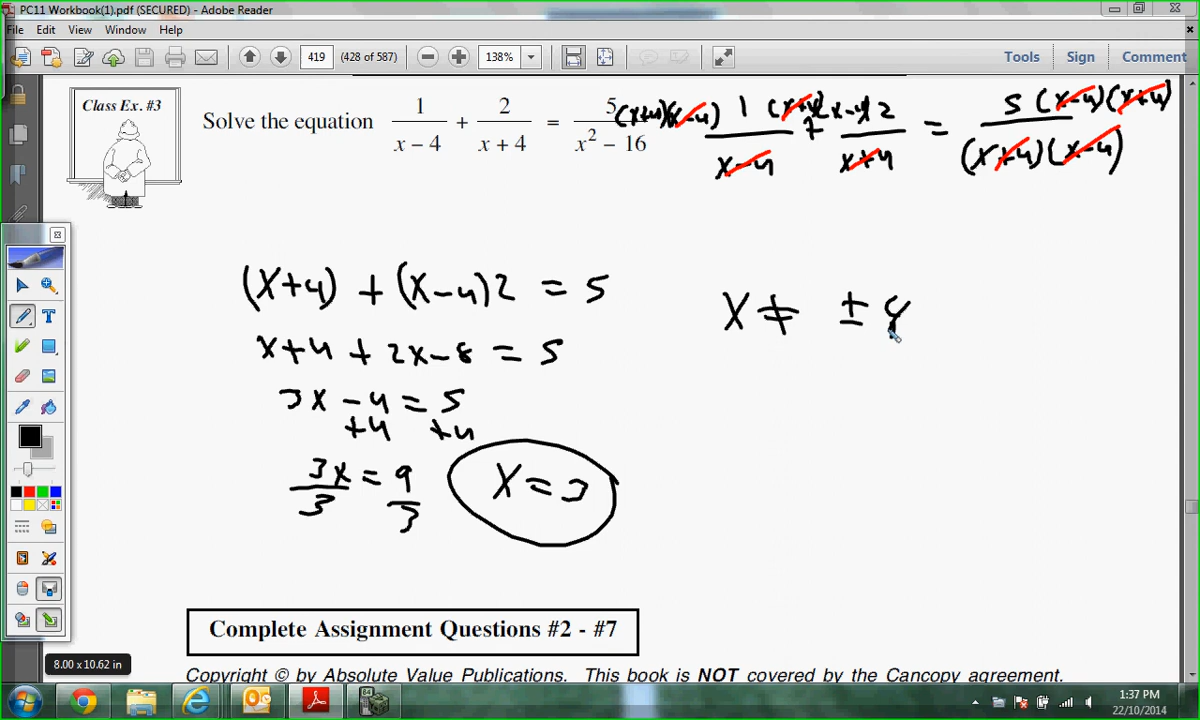 PC11 Workbook(1).pdf (SECURED) - Adobe Reader
File Edit View Window Help
419 (428 of 587) 138% Tools Sign Comment
Class Ex. #3
Solve the equation 1/(x – 4) + 2/(x + 4) = 5/(x² – 16)
(x+4)(x-4) 1/(x-4) + (x+4)(x-4) 2/(x+4) = 5(x-4)(x+4)/((x+4)(x-4))
(x+4) + (x-4)2 = 5
x ≠ ± 4
x+4 + 2x-8 = 5
3x - 4 = 5
+4 +4
3x/3 = 9/3
x = 3
Complete Assignment Questions #2 - #7
8.00 x 10.62 in
Copyright © by Absolute Value Publications. This book is NOT covered by the Cancopy agreement.
1:37 PM
22/10/2014